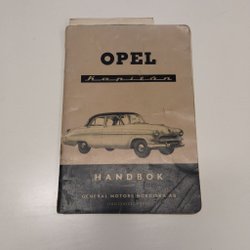 OPEL
Kapitän
HANDBOK
GENERAL MOTORS NORDISKA AB